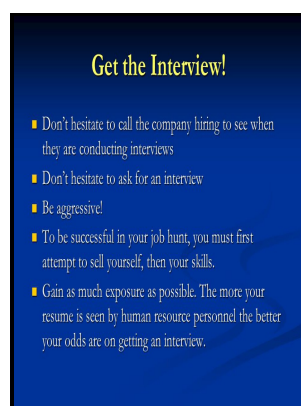 Get the Interview!
Don't hesitate to call the company hiring to see when
they are conducting interviews
Don't hesitate to ask for an interview
Be aggressive!
To be successful in your job hunt, you must first
attempt to sell yourself, then your skills.
Gain as much exposure as possible. The more your
resume is seen by human resource personnel the better
your odds are on getting an interview.